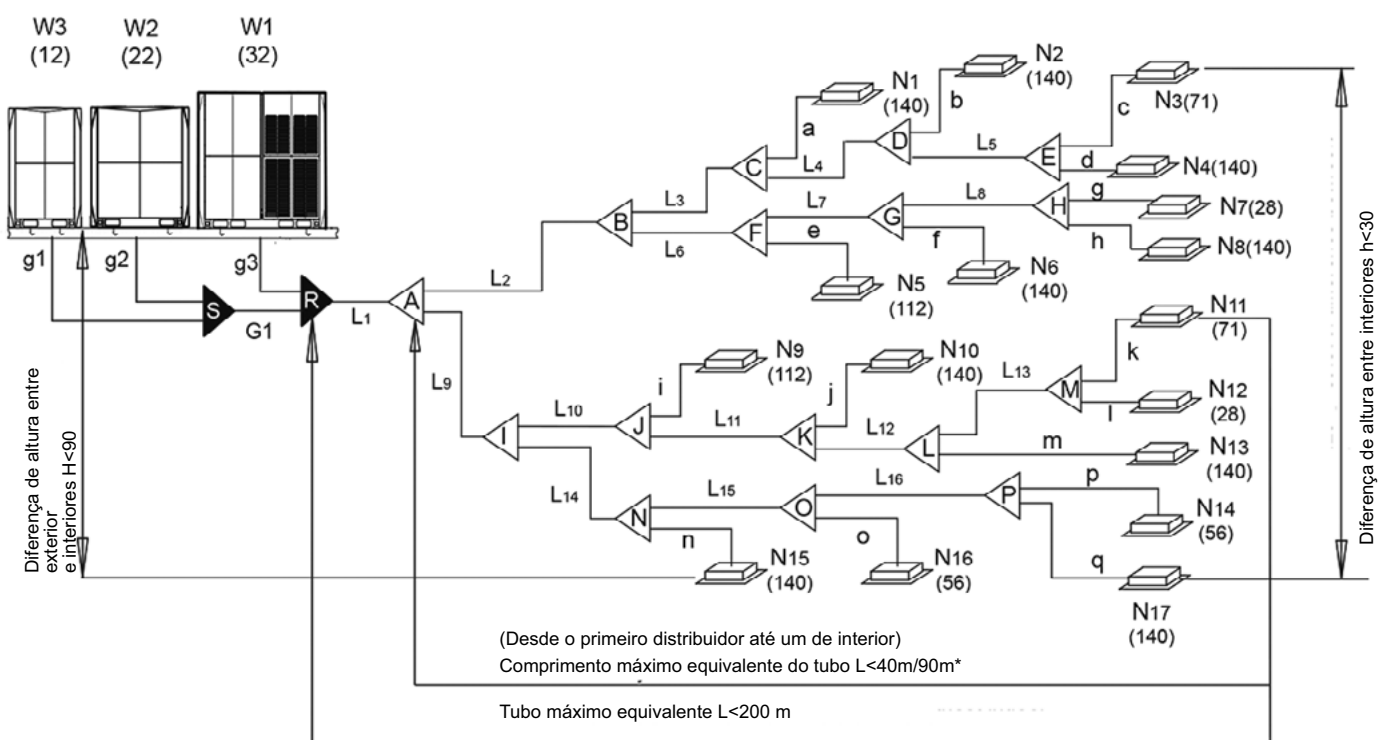 W3
(12)
W2
(22)
W1
(32)
N1
(140)
N2
(140)
N3(71)
a
b
c
C
D
E
L4
L5
d
N4(140)
L3
B
L7
G
L8
H
g
N7(28)
F
L6
e
f
h
N8(140)
N5
(112)
N6
(140)
g1
g2
g3
S
R
G1
L1
A
L2
L9
N9
(112)
N10
(140)
N11
(71)
i
j
k
L13
M
N12
(28)
l
L10
J
L11
K
L12
L
m
N13
(140)
I
L14
L15
L16
P
p
N
O
n
o
N14
(56)
N15
(140)
N16
(56)
q
N17
(140)
Diferença de altura entre
exterior
e interiores H<90
Diferença de altura entre interiores h<30
(Desde o primeiro distribuidor até um de interior)
Comprimento máximo equivalente do tubo L<40m/90m*
Tubo máximo equivalente L<200 m